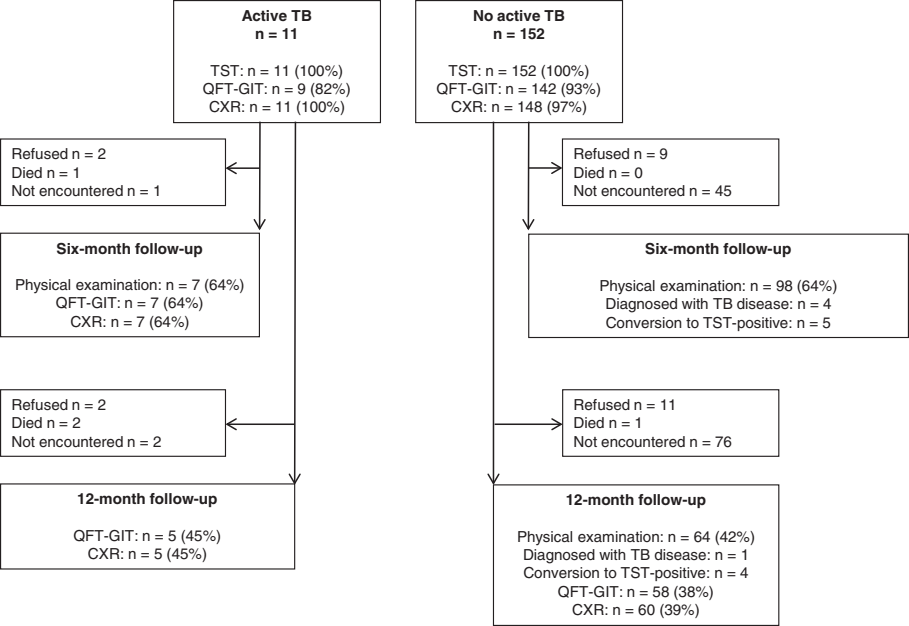 Active TB
n = 11
TST: n = 11 (100%)
QFT-GIT: n = 9 (82%)
CXR: n = 11 (100%)
No active TB
n = 152
TST: n = 152 (100%)
QFT-GIT: n = 142 (93%)
CXR: n = 148 (97%)
Refused n = 2
Died n = 1
Not encountered n = 1
Refused n = 9
Died n = 0
Not encountered n = 45
Six-month follow-up
Physical examination: n = 7 (64%)
QFT-GIT: n = 7 (64%)
CXR: n = 7 (64%)
Six-month follow-up
Physical examination: n = 98 (64%)
Diagnosed with TB disease: n = 4
Conversion to TST-positive: n = 5
Refused n = 2
Died n = 2
Not encountered n = 2
Refused n = 11
Died n = 1
Not encountered n = 76
12-month follow-up
QFT-GIT: n = 5 (45%)
CXR: n = 5 (45%)
12-month follow-up
Physical examination: n = 64 (42%)
Diagnosed with TB disease: n = 1
Conversion to TST-positive: n = 4
QFT-GIT: n = 58 (38%)
CXR: n = 60 (39%)